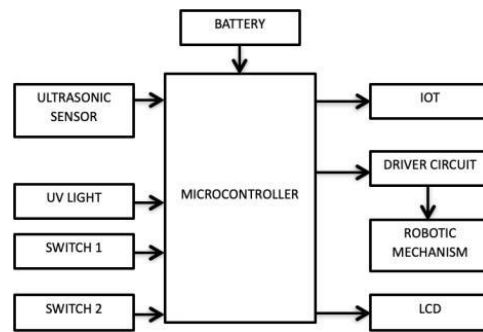 BATTERY
ULTRASONIC
SENSOR
IOT
DRIVER CIRCUIT
UV LIGHT
MICROCONTROLLER
SWITCH 1
ROBOTIC
MECHANISM
SWITCH 2
LCD